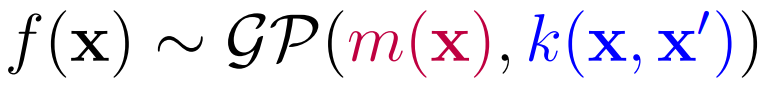 f(𝐱) ∼ 𝒢𝒫(m(𝐱), k(𝐱, 𝐱′))